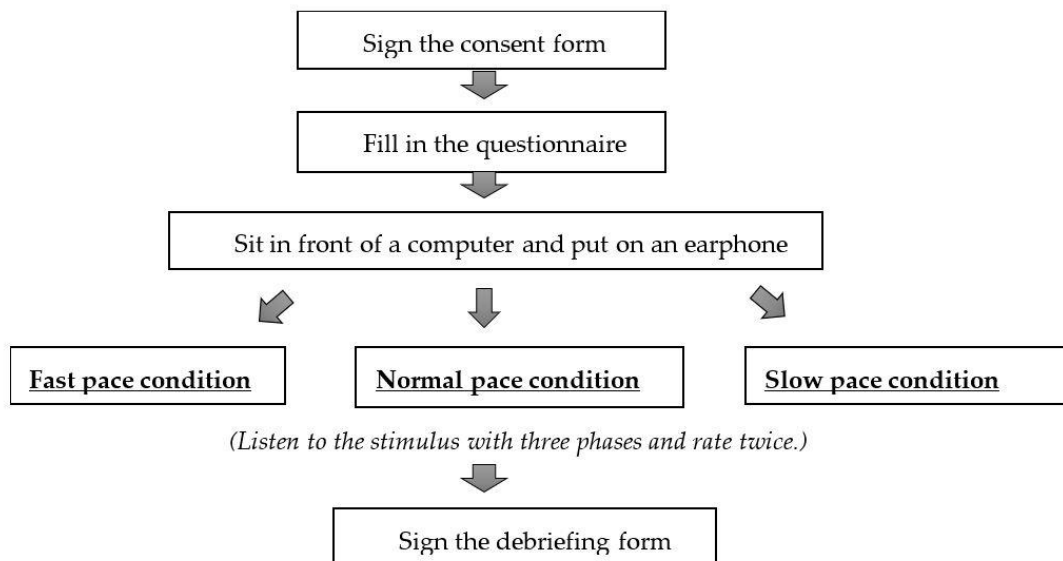 Sign the consent form
Fill in the questionnaire
Sit in front of a computer and put on an earphone
Fast pace condition
Normal pace condition
Slow pace condition
(Listen to the stimulus with three phases and rate twice.)
Sign the debriefing form